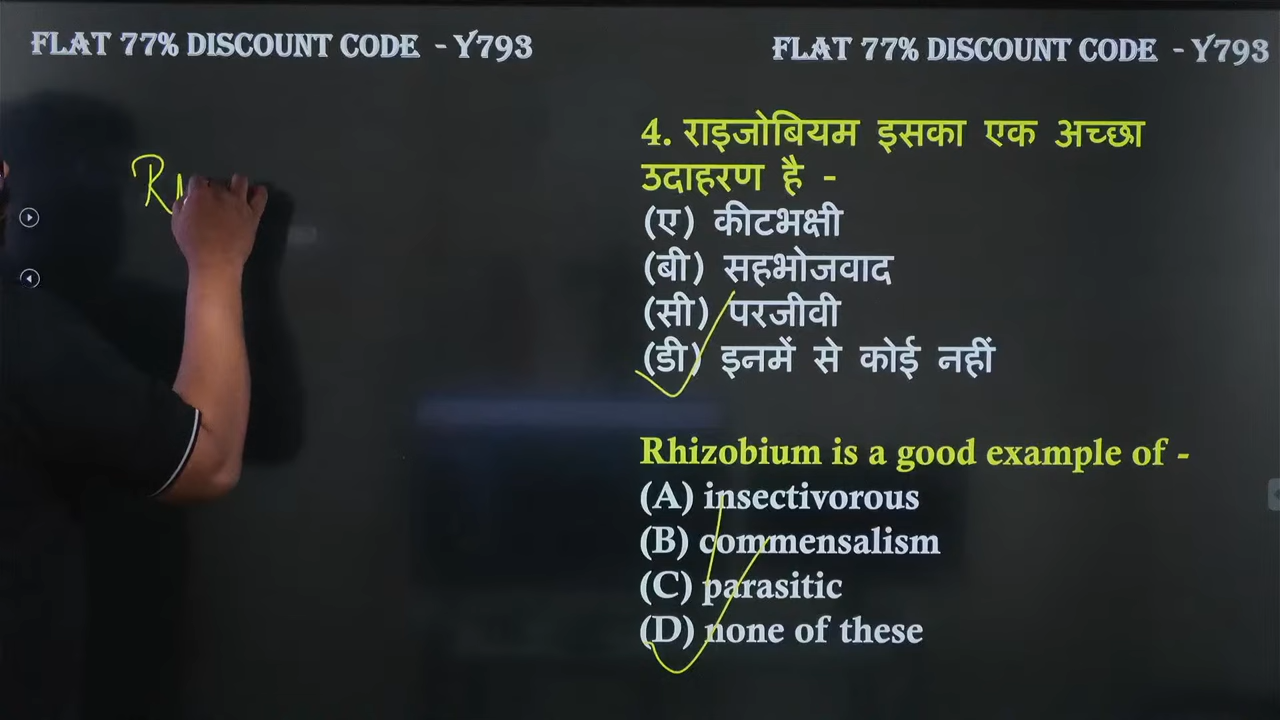 FLAT 77% DISCOUNT CODE - Y793
FLAT 77% DISCOUNT CODE - Y793
4. राइजोबियम इसका एक अच्छा
उदाहरण है -
(ए) कीटभक्षी
(बी) सहभोजवाद
(सी) परजीवी
(डी) इनमें से कोई नहीं
Rhizobium is a good example of -
(A) insectivorous
(B) commensalism
(C) parasitic
(D) none of these